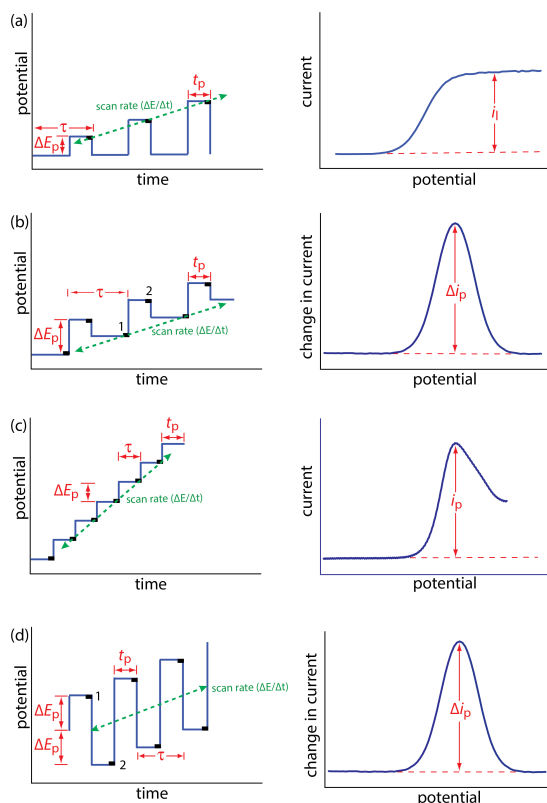 (a)
potential
τ
ΔEp
scan rate (ΔE/Δt)
tp
time
current
il
potential
(b)
potential
τ
ΔEp
1
2
tp
scan rate (ΔE/Δt)
time
change in current
Δip
potential
(c)
potential
ΔEp
τ
tp
scan rate (ΔE/Δt)
time
current
ip
potential
(d)
potential
ΔEp
ΔEp
1
2
tp
τ
scan rate (ΔE/Δt)
time
change in current
Δip
potential